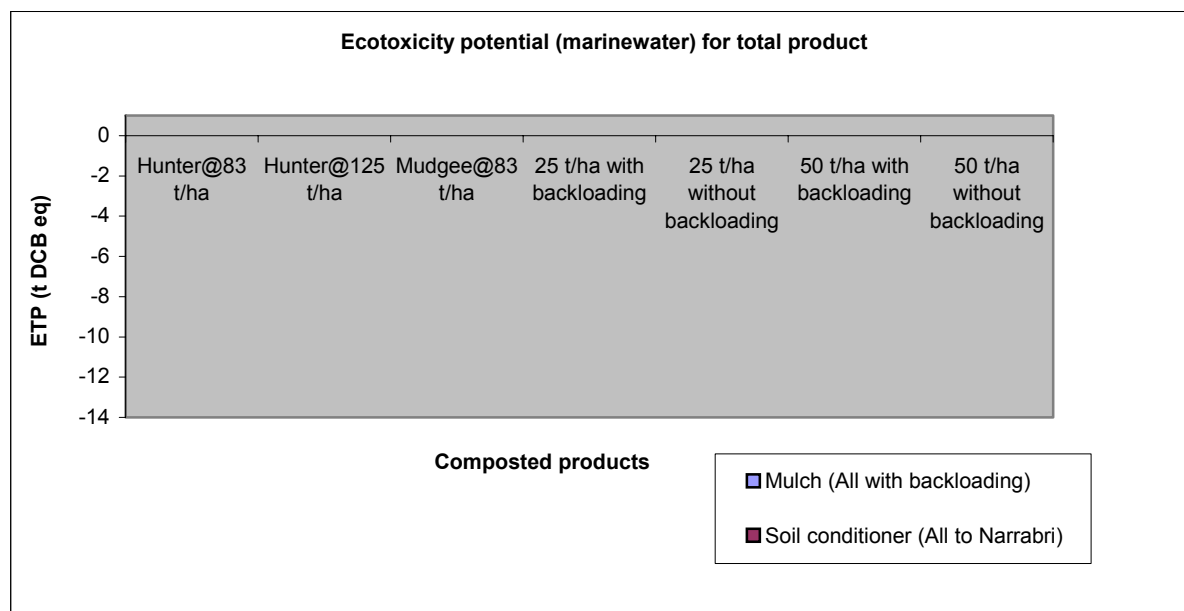 Ecotoxicity potential (marinewater) for total product
ETP (t DCB eq)
0
-2
-4
-6
-8
-10
-12
-14
Hunter@83
t/ha
Hunter@125
t/ha
Mudgee@83
t/ha
25 t/ha with
backloading
25 t/ha
without
backloading
50 t/ha with
backloading
50 t/ha
without
backloading
Composted products
Mulch (All with backloading)
Soil conditioner (All to Narrabri)